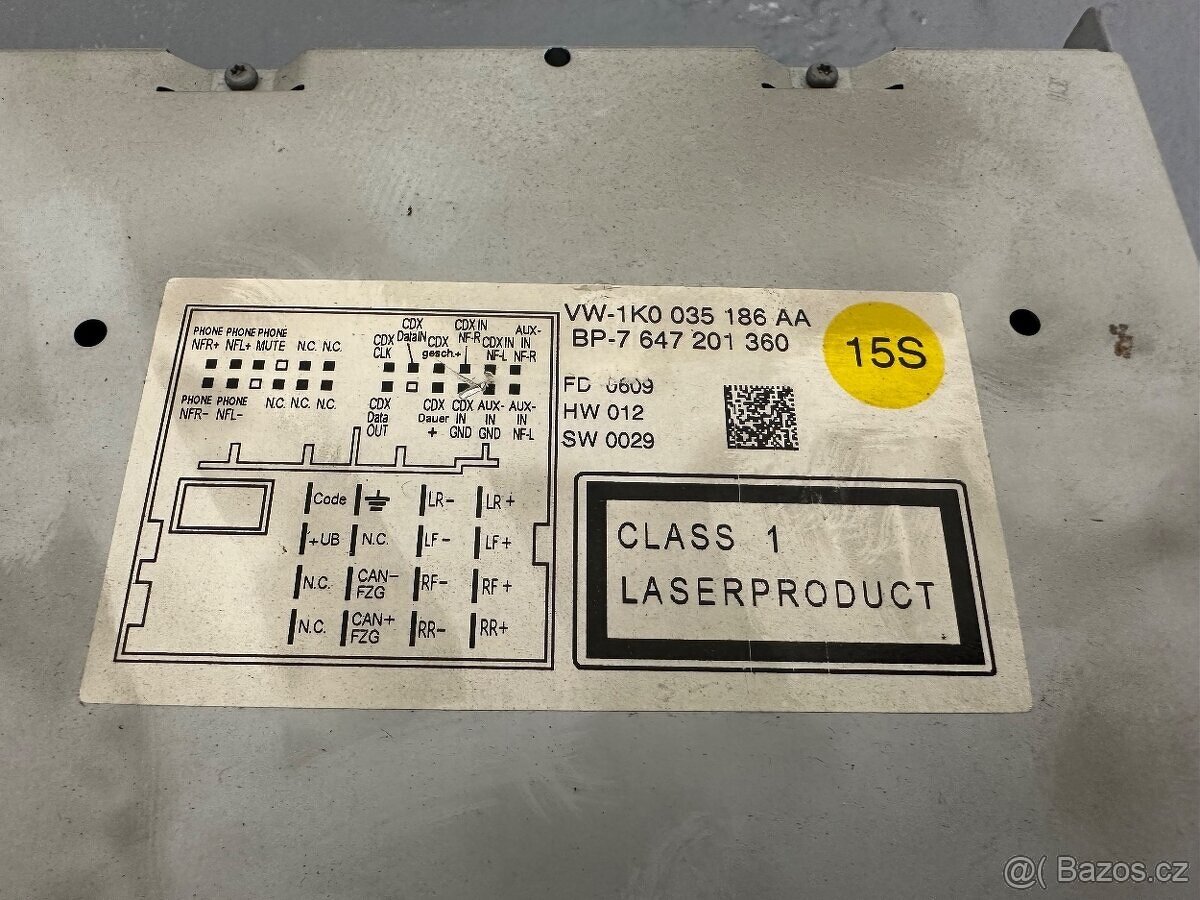 VW-1K0 035 186 AA
BP-7 647 201 360
15S
FD 0609
HW 012
SW 0029
CLASS 1
LASERPRODUCT
PHONE PHONE PHONE
NFR+ NFL+ MUTE N.C. N.C.
PHONE PHONE
NFR- NFL- N.C. N.C. N.C.
CDX
CLK
CDX
DataIN
CDX
gesch.+
CDX IN
NF-R
CDX IN
NF-L
AUX-
IN
NF-R
CDX
Data
OUT
CDX
Dauer
+
CDX
IN
GND
AUX-
IN
GND
AUX-
IN
NF-L
Code LR- LR+
+UB N.C. LF- LF+
N.C. CAN-
FZG RF- RF+
N.C. CAN+
FZG RR- RR+
@( Bazos.cz